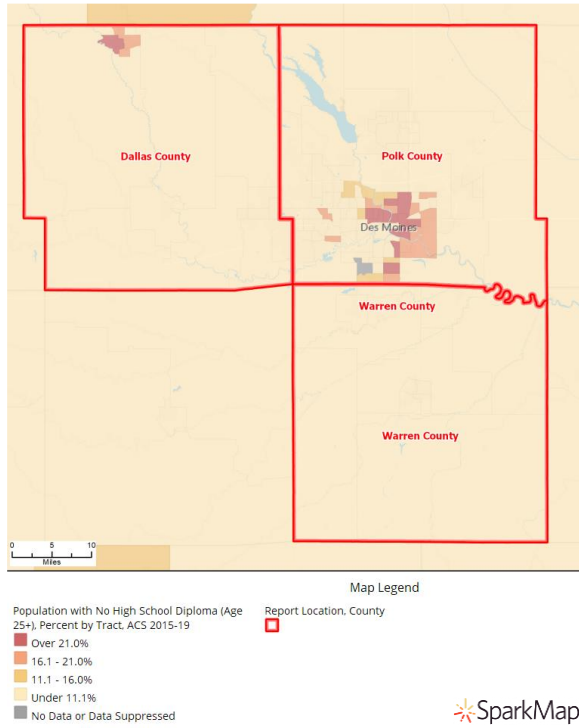 Dallas County
Polk County
Des Moines
Warren County
Warren County
0 5 10
Miles
Map Legend
Population with No High School Diploma (Age
25+), Percent by Tract, ACS 2015-19
Over 21.0%
16.1 - 21.0%
11.1 - 16.0%
Under 11.1%
No Data or Data Suppressed
Report Location, County
SparkMap